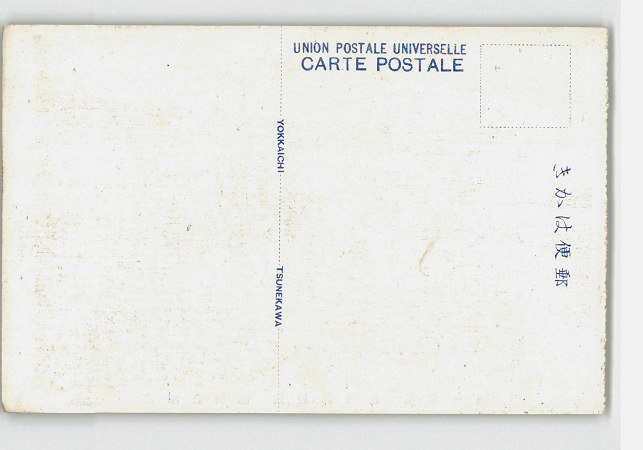 UNION POSTALE UNIVERSELLE
CARTE POSTALE
YOKKAICHI
TSUNEKAWA
郵便はかき